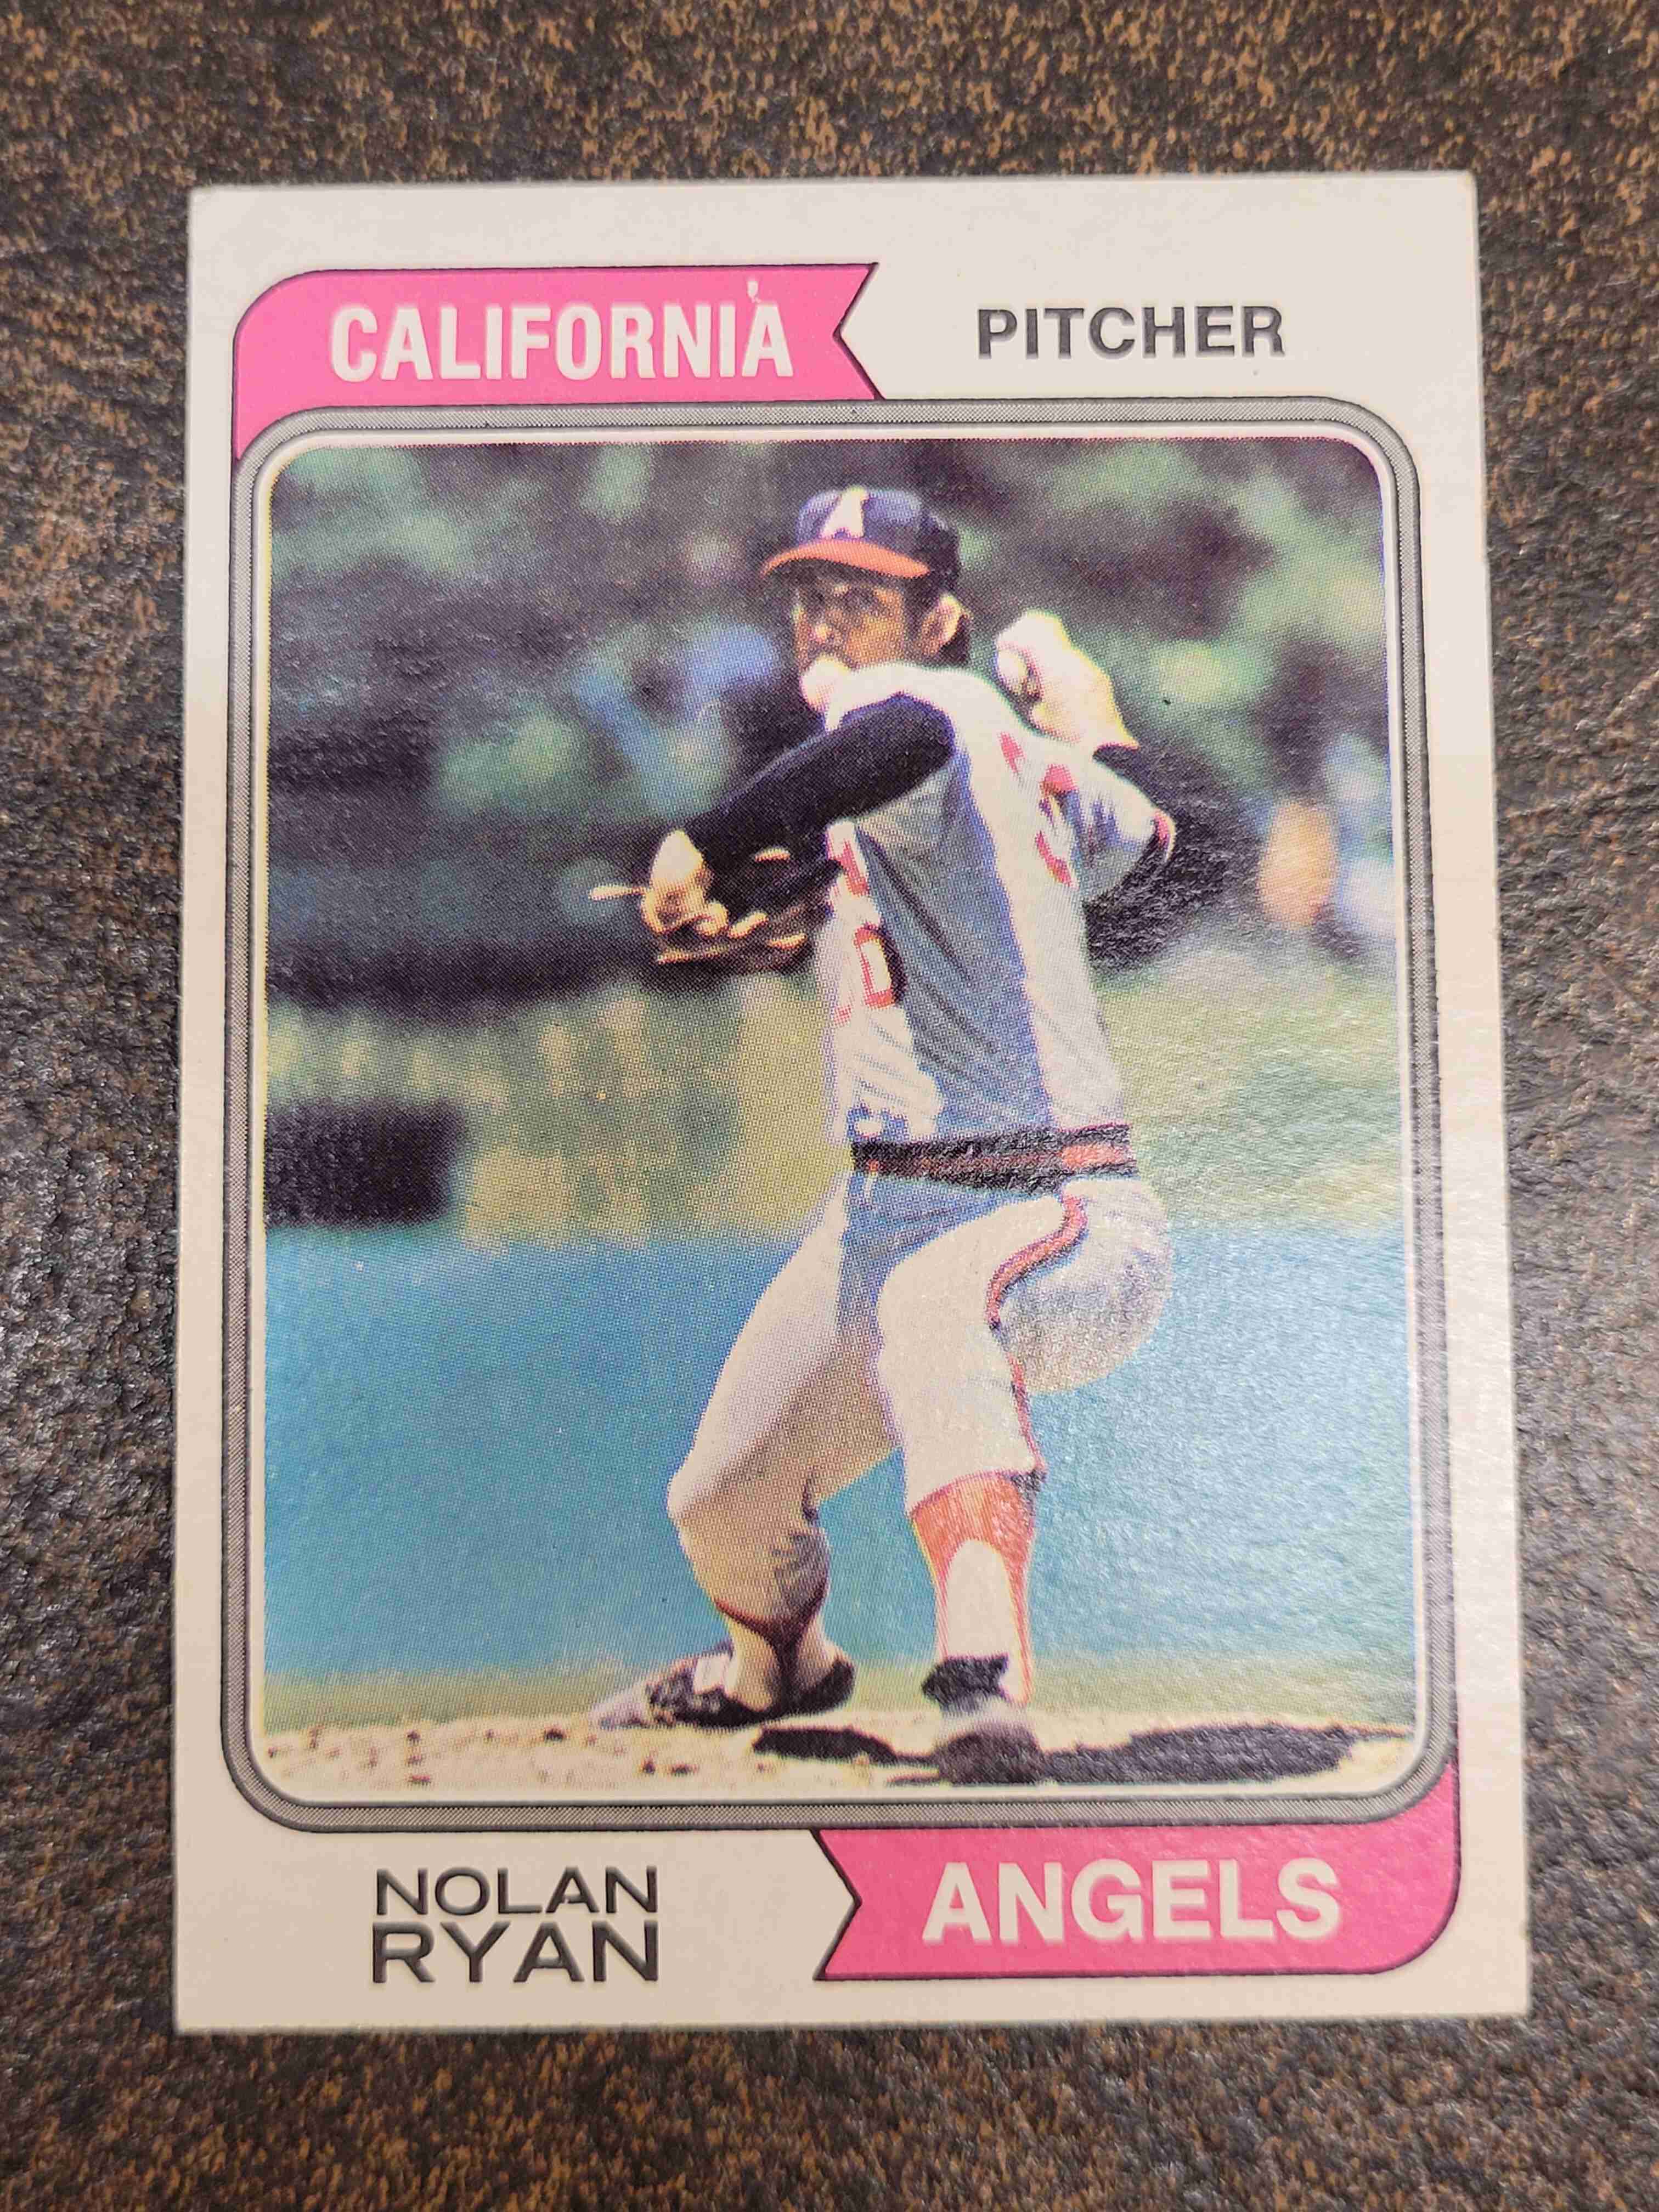 CALIFORNIA
PITCHER
A
NOLAN
RYAN
ANGELS